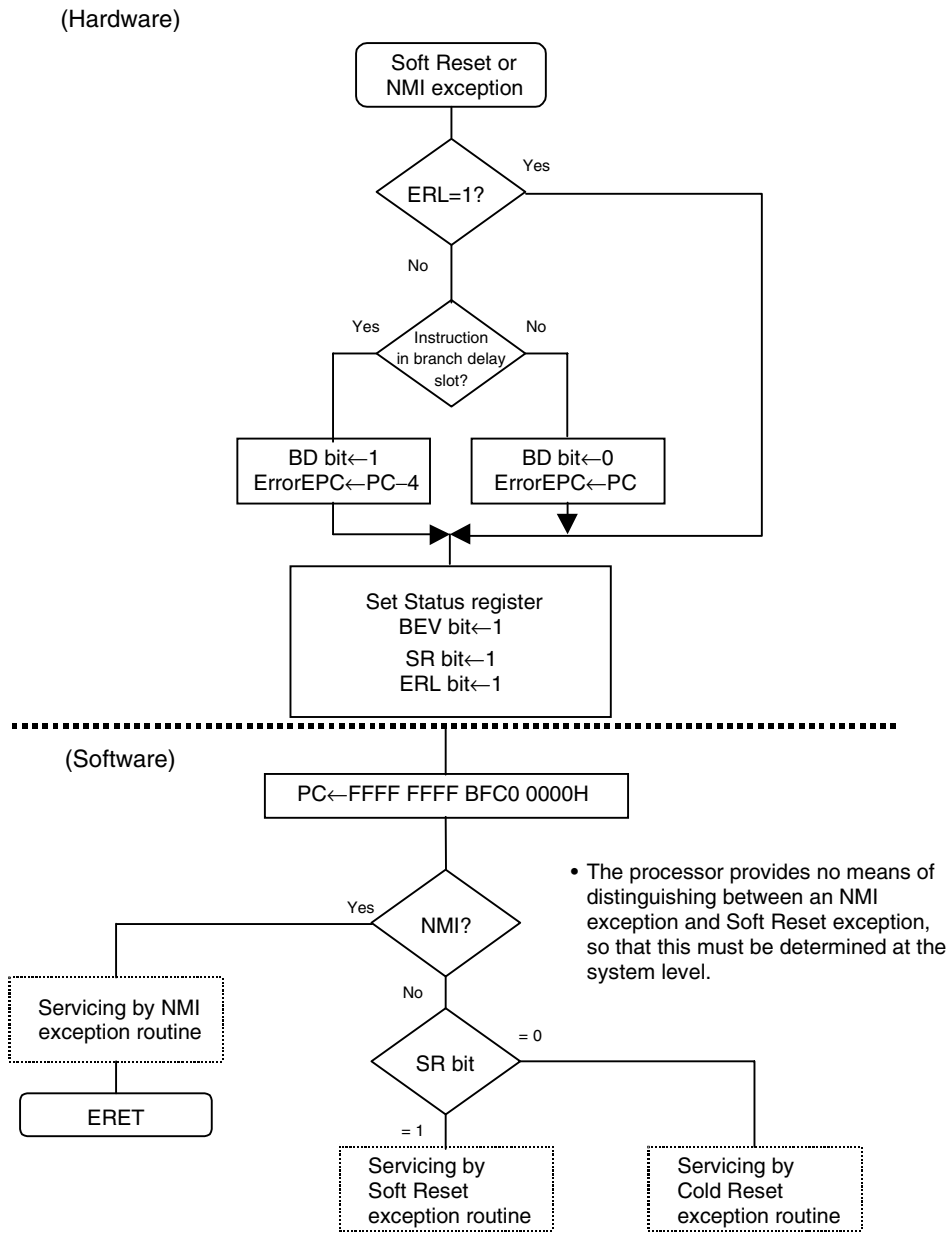 (Hardware)
Soft Reset or
NMI exception
Yes
ERL=1?
No
Yes
No
Instruction
in branch delay
slot?
BD bit←1
ErrorEPC←PC−4
BD bit←0
ErrorEPC←PC
Set Status register
BEV bit←1
SR bit←1
ERL bit←1
(Software)
PC←FFFF FFFF BFC0 0000H
• The processor provides no means of
distinguishing between an NMI
exception and Soft Reset exception,
so that this must be determined at the
system level.
Yes
NMI?
No
Servicing by NMI
exception routine
= 0
SR bit
ERET
= 1
Servicing by
Soft Reset
exception routine
Servicing by
Cold Reset
exception routine